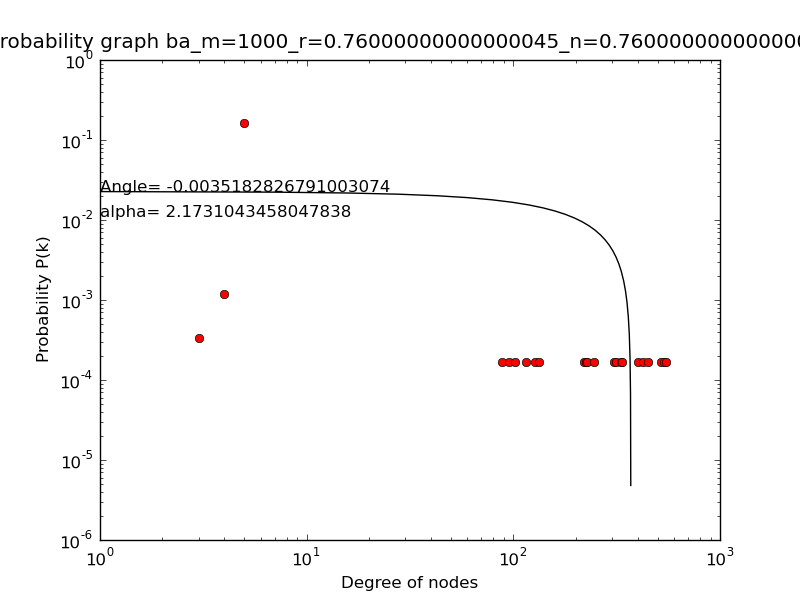 robability graph ba_m=1000_r=0.76000000000000045_n=0.7600000000000000
10^0
10^-1
10^-2
10^-3
10^-4
10^-5
10^-6
Probability P(k)
Angle= -0.0035182826791003074
alpha= 2.1731043458047838
10^0 10^1 10^2 10^3
Degree of nodes